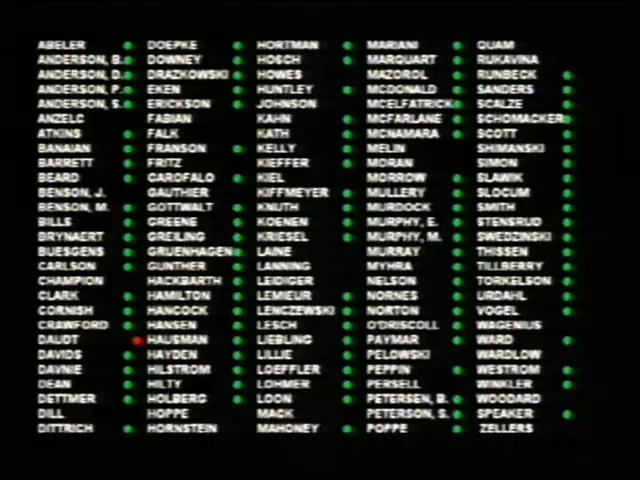 ABELER
ANDERSON, B.
ANDERSON, D.
ANDERSON, P.
ANDERSON, S.
ANZELC
ATKINS
BANAIAN
BARRETT
BEARD
BENSON, J.
BENSON, M.
BILLS
BRYNAERT
BUESGENS
CARLSON
CHAMPION
CLARK
CORNISH
CRAWFORD
DAUDT
DAVIDS
DAVNIE
DEAN
DETTMER
DILL
DITTRICH
DOEPKE
DOWNEY
DRAZKOWSKI
EKEN
ERICKSON
FABIAN
FALK
FRANSON
FRITZ
GAROFALO
GAUTHIER
GOTTWALT
GREENE
GREILING
GRUENHAGEN
GUNTHER
HACKBARTH
HAMILTON
HANCOCK
HANSEN
HAUSMAN
HAYDEN
HILSTROM
HILTY
HOLBERG
HOPPE
HORNSTEIN
HORTMAN
HOSCH
HOWES
HUNTLEY
JOHNSON
KAHN
KATH
KELLY
KIEFFER
KIEL
KIFFMEYER
KNUTH
KOENEN
KRIESEL
LAINE
LANNING
LEIDIGER
LEMIEUR
LENCZEWSKI
LESCH
LIEBLING
LILLIE
LOEFFLER
LOHMER
LOON
MACK
MAHONEY
MARIANI
MARQUART
MAZOROL
MCDONALD
MCELFATRICK
MCFARLANE
MCNAMARA
MELIN
MORAN
MORROW
MULLERY
MURDOCK
MURPHY, E.
MURPHY, M.
MURRAY
MYHRA
NELSON
NORNES
NORTON
O'DRISCOLL
PAYMAR
PELOWSKI
PEPPIN
PERSELL
PETERSEN, B.
PETERSON, S.
POPPE
QUAM
RUKAVINA
RUNBECK
SANDERS
SCALZE
SCHOMACKER
SCOTT
SHIMANSKI
SIMON
SLAWIK
SLOCUM
SMITH
STENSRUD
SWEDZINSKI
THISSEN
TILLBERRY
TORKELSON
URDAHL
VOGEL
WAGENIUS
WARD
WARDLOW
WESTROM
WINKLER
WOODARD
SPEAKER
ZELLERS